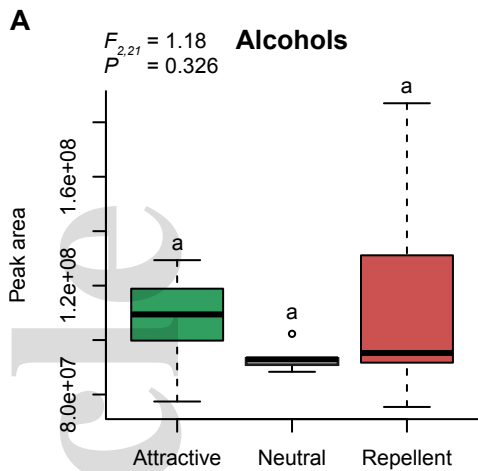 A
F2,21 = 1.18
P = 0.326
Alcohols
a
a
a
Peak area
1.6e+08
1.2e+08
8.0e+07
Attractive Neutral Repellent
cle